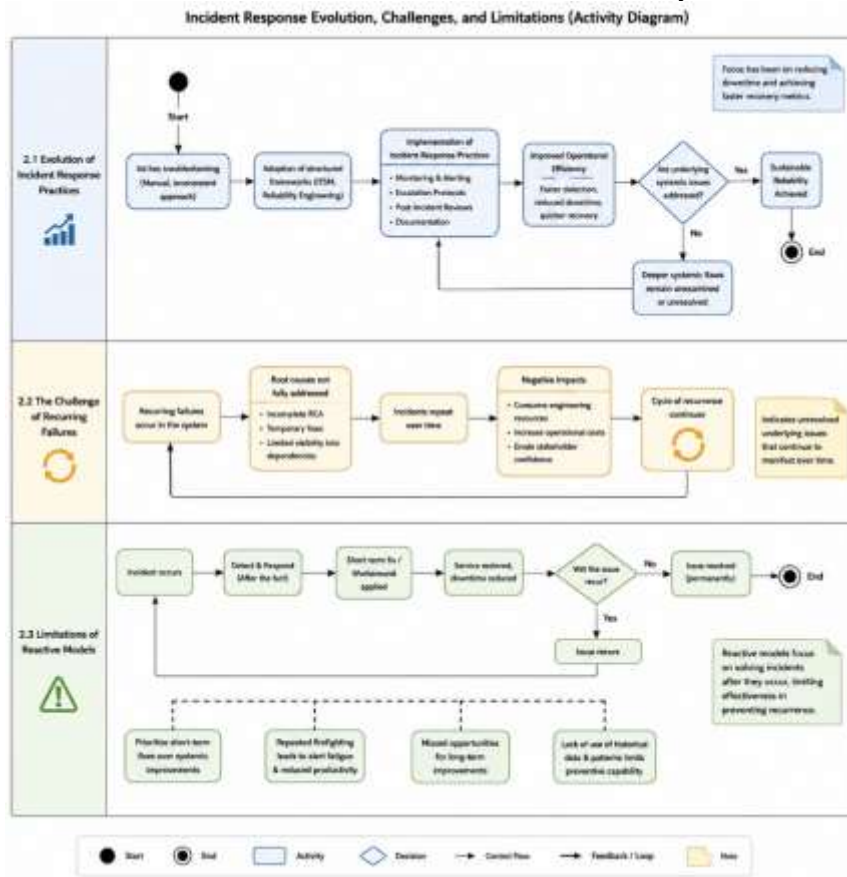 Incident Response Evolution, Challenges, and Limitations (Activity Diagram)
2.1 Evolution of
Incident Response
Practices
Start
Ad hoc troubleshooting
(Manual, approach)
Adoption of structured
frameworks (ITSM,
Reliability Engineering)
Implementation of
Incident Response Practices
• Monitoring & Alerting
• Escalation Protocols
• Post Incident Reviews
• Documentation
Improved Operational
Efficiency
Faster detection,
reduced downtime,
quicker recovery
Are underlying
systemic issues
addressed?
Yes
Sustainable
Reliability
Achieved
End
No
Deeper systemic flaws
remain unexamined
or unresolved
Focus has been on reducing
downtime and achieving
faster recovery metrics.
2.2 The Challenge
of Recurring
Failures
Recurring failures
occur in the system
Root causes not
fully addressed
• Incomplete RCA
• Temporary fixes
• Limited visibility into
dependencies
Incidents repeat
over time
Negative Impacts
• Consume engineering
resources
• Increase operational costs
• Erode stakeholder
confidence
Cycle of recurrence
continues
Indicates unresolved
underlying issues
that continue to
manifest over time.
2.3 Limitations of
Reactive Models
Incident occurs
Detect & Respond
(After the fact)
Short-term fix /
Workaround
applied
Service restored,
downtime reduced
Will the issue
recur?
No
Issue resolved
(permanently)
End
Yes
Issue recurs
Reactive models focus
on solving incidents
after they occur, limiting
effectiveness in
preventing recurrence.
Prioritize short-term
fixes over systemic
improvements
Repeated firefighting
leads to alert fatigue
& reduced productivity
Missed opportunities
for long-term
improvements
Lack of use of historical
data & patterns limits
preventive capability
Start
End
Activity
Decision
Control Flow
Feedback / Loop
Note